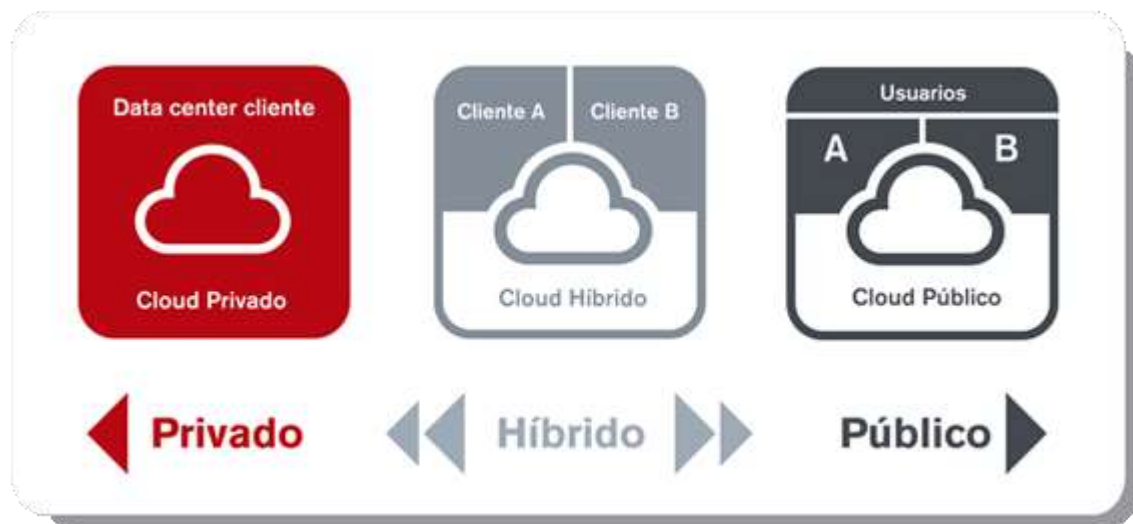 Data center cliente
Cloud Privado
Cliente A
Cliente B
Cloud Híbrido
Usuarios
A
B
Cloud Público
Privado
Híbrido
Público